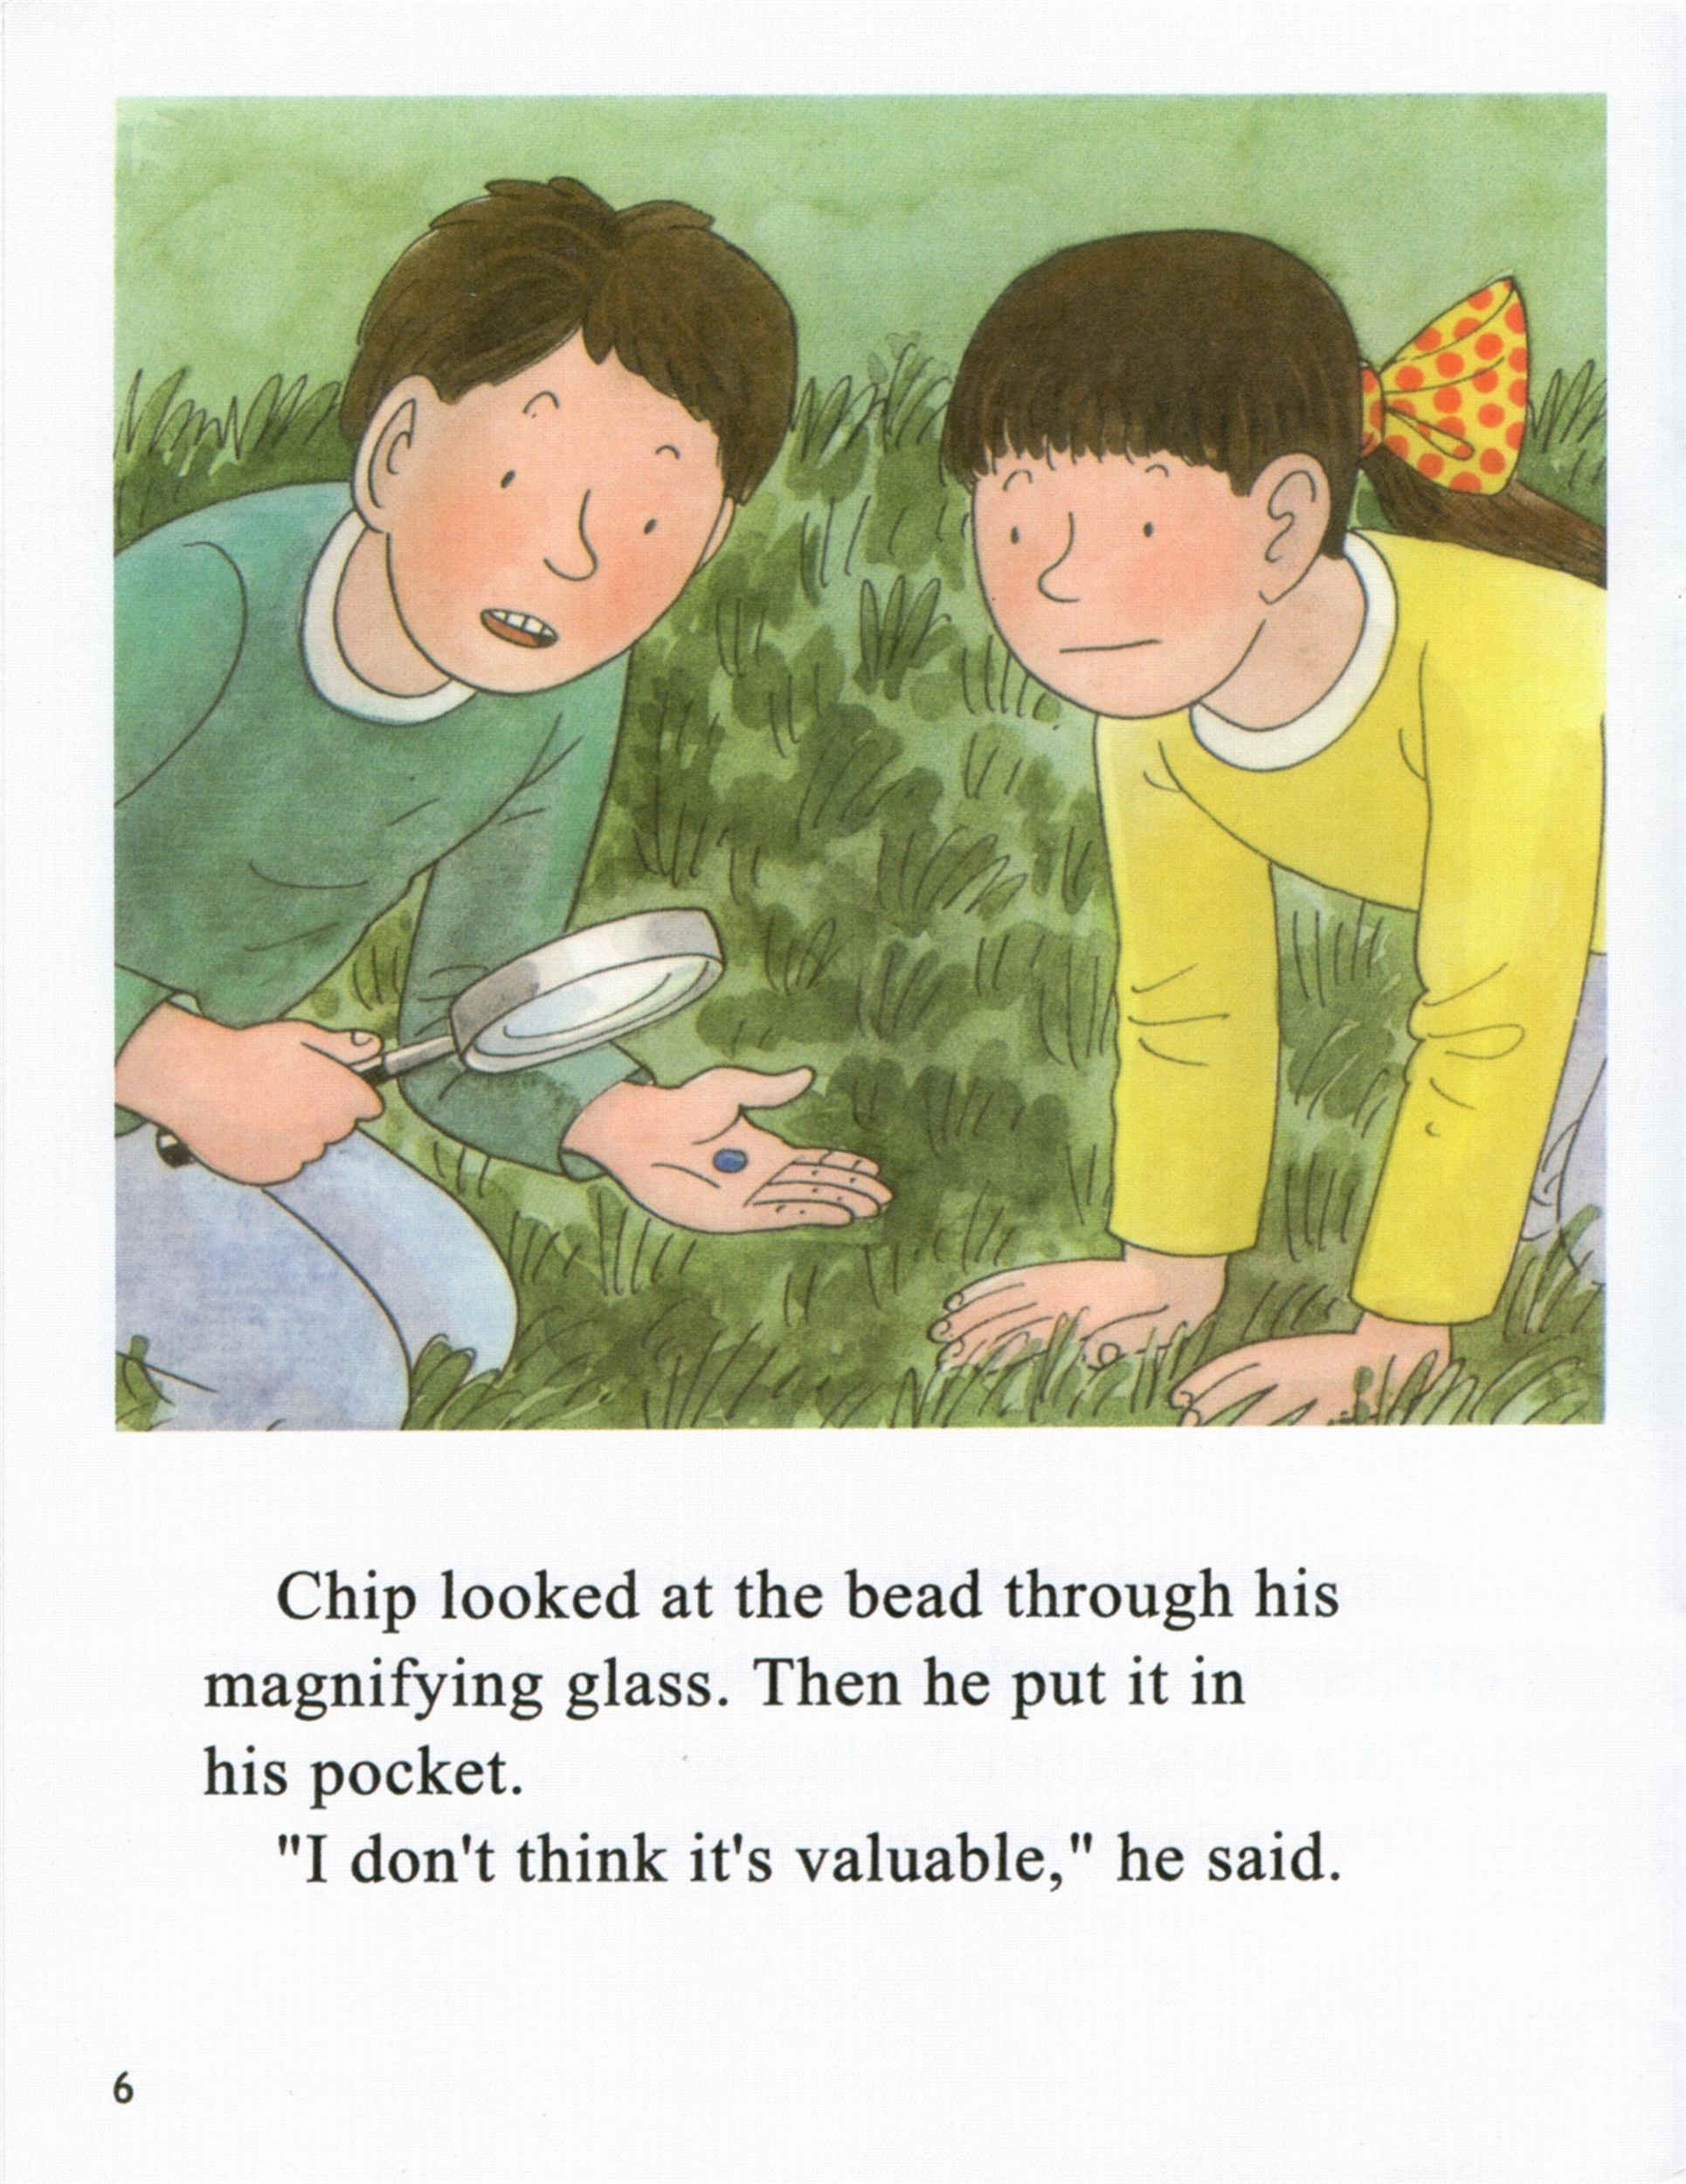 Chip looked at the bead through his
magnifying glass. Then he put it in
his pocket.
"I don't think it's valuable," he said.
6